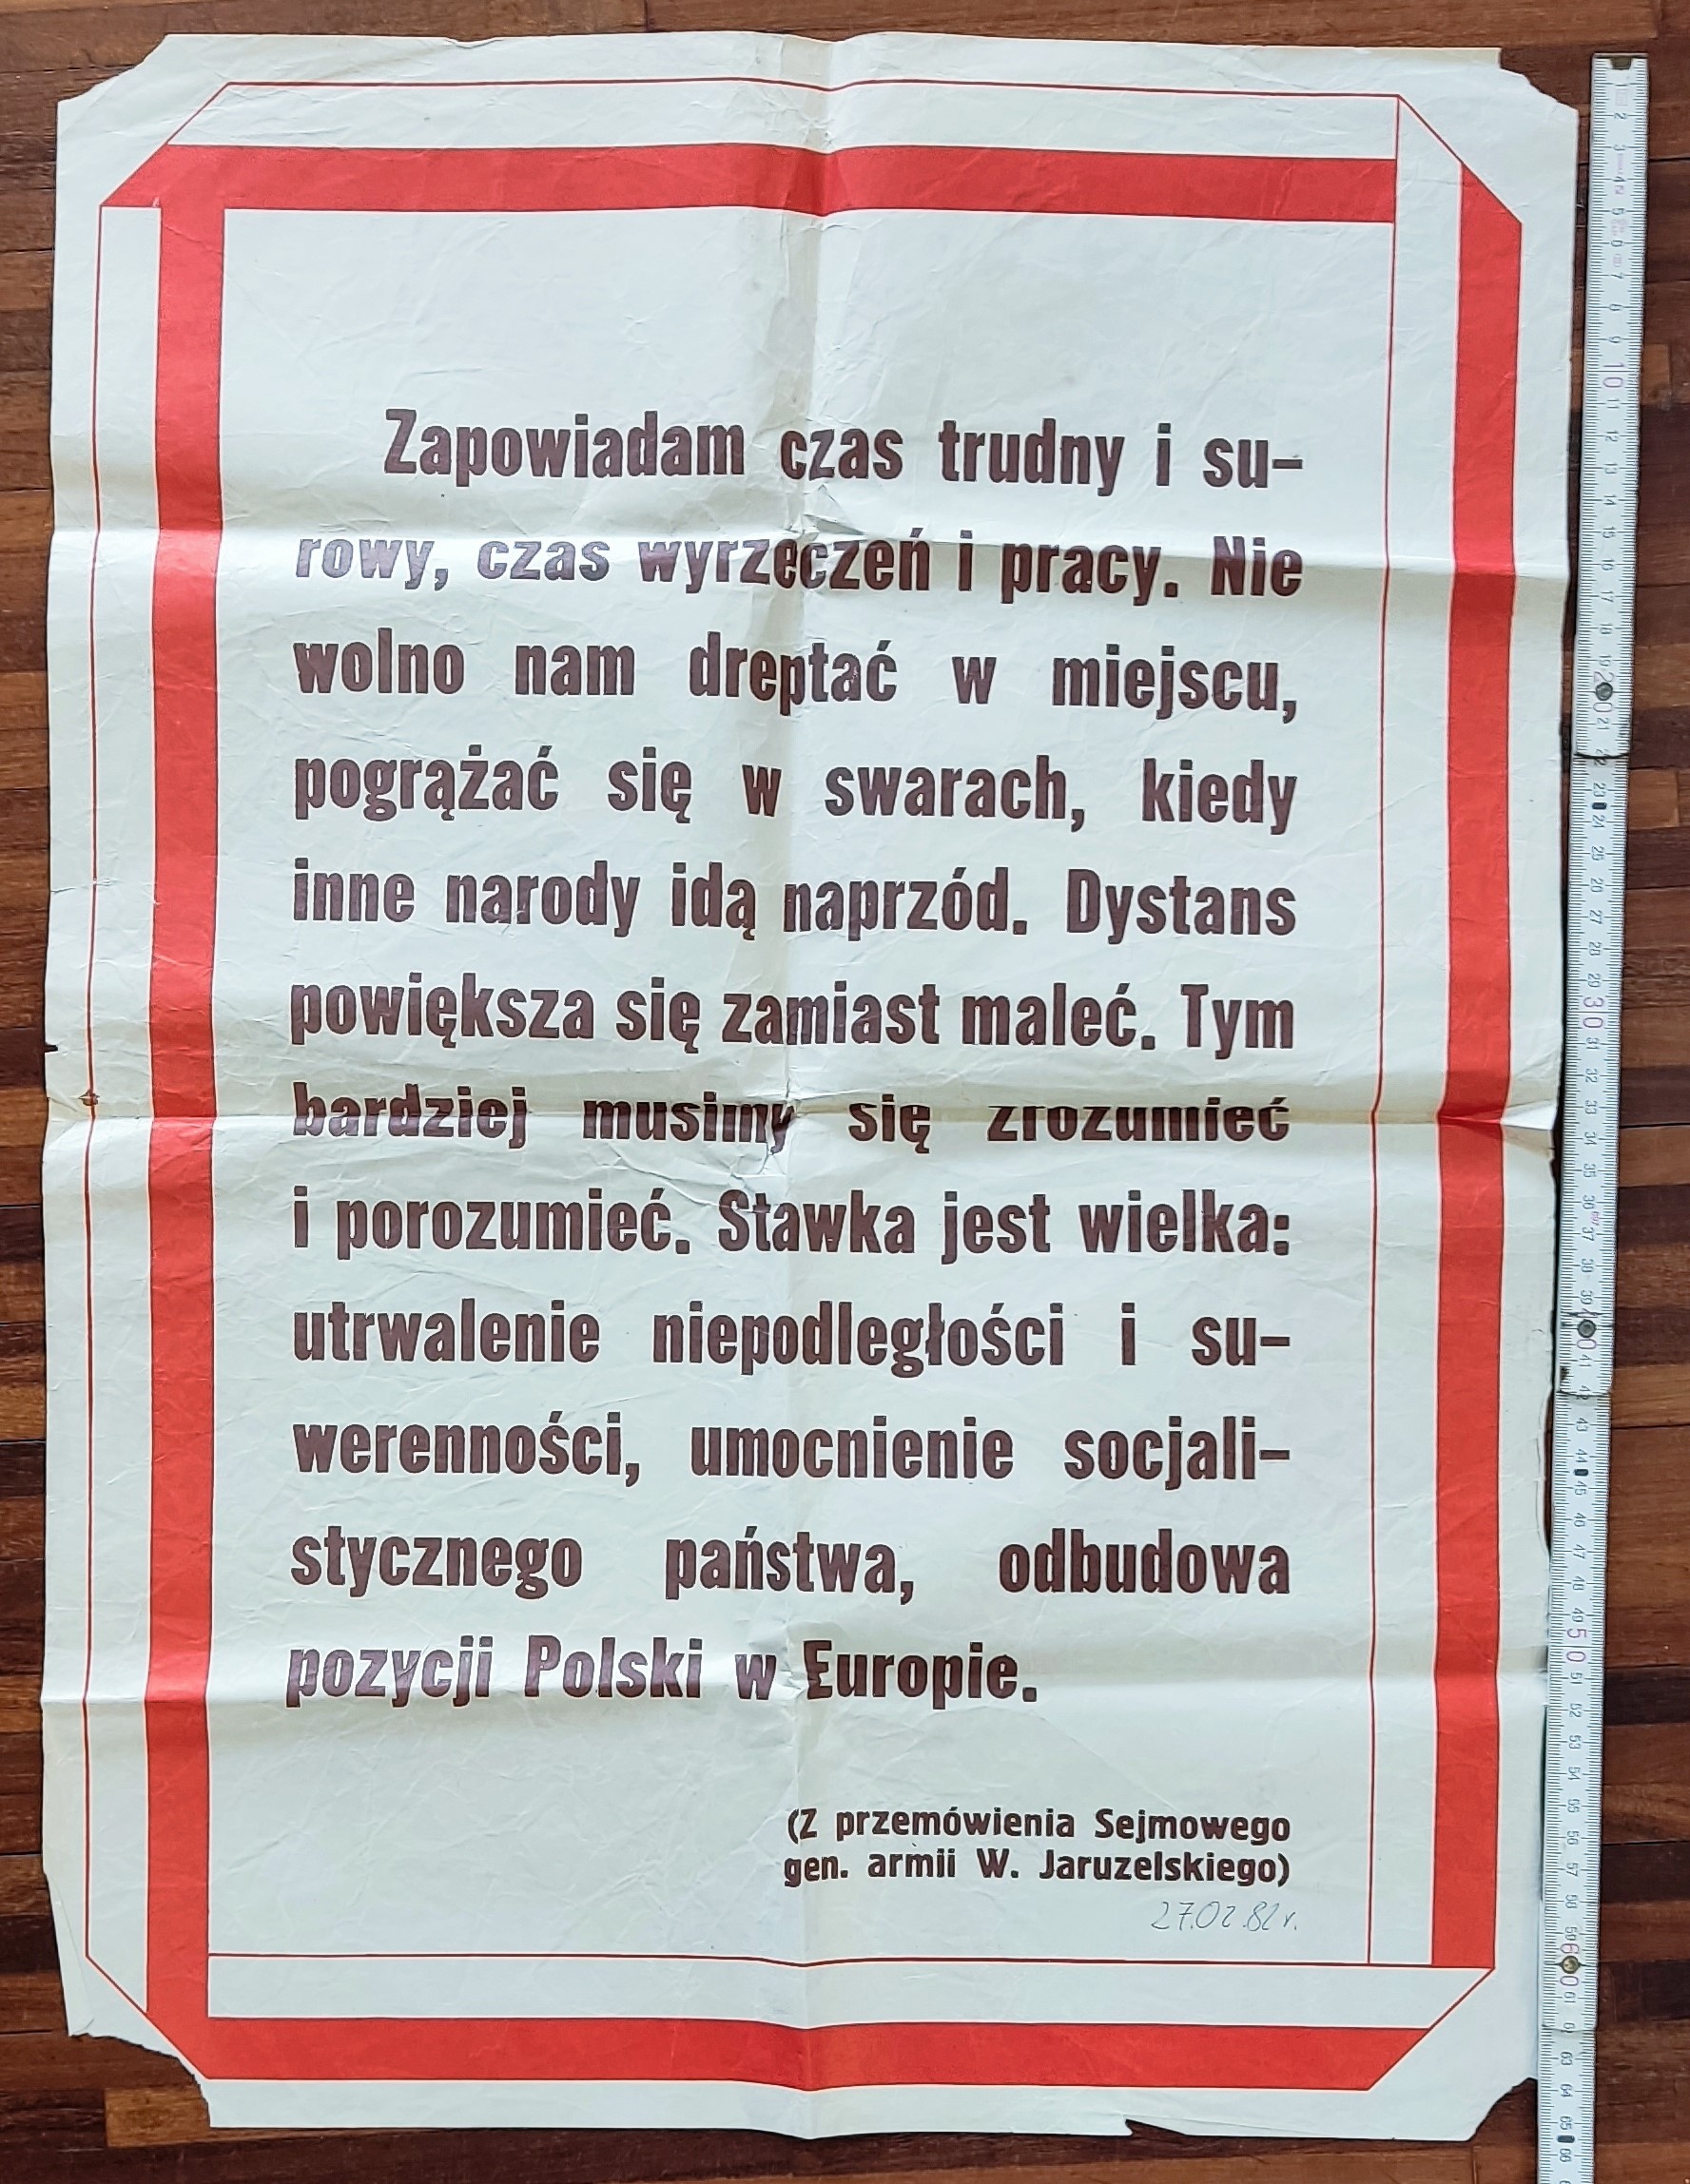 Zapowiadam czas trudny i su-
rowy, czas wyrzeczeń i pracy. Nie
wolno nam dreptać w miejscu,
pogrążać się w swarach, kiedy
inne narody idą naprzód. Dystans
powiększa się zamiast maleć. Tym
bardziej musimy się zrozumieć
i porozumieć. Stawka jest wielka:
utrwalenie niepodległości i su-
werenności, umocnienie socjali-
stycznego państwa, odbudowa
pozycji Polski w Europie.
(Z przemówienia Sejmowego
gen. armii W. Jaruzelskiego)
27.02.82 r.